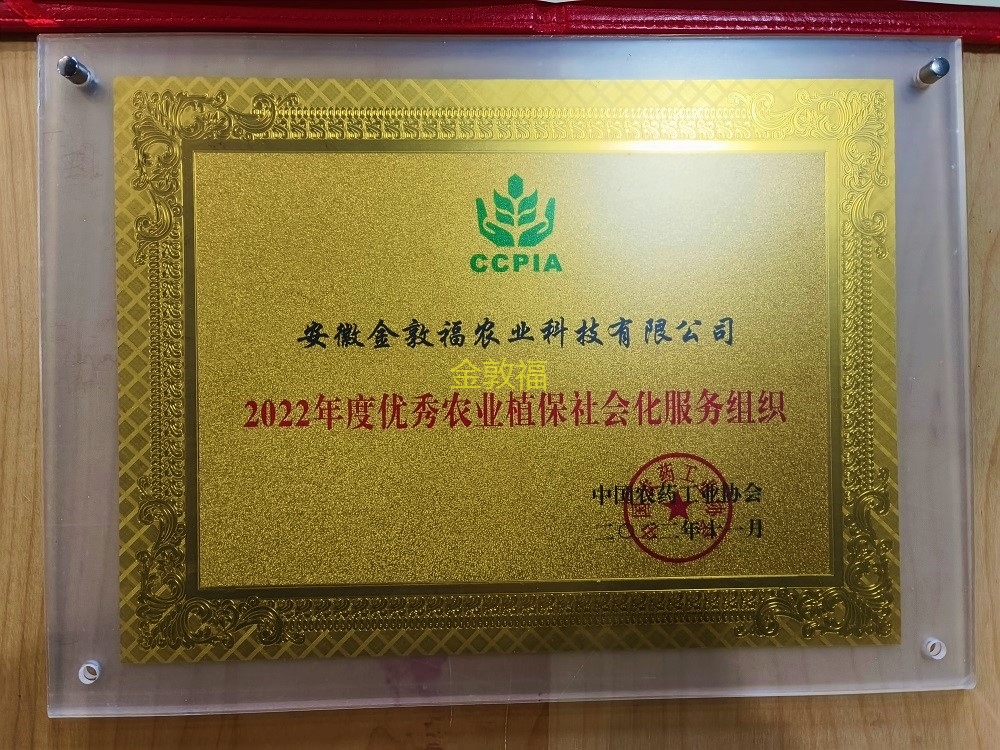 CCPIA
安徽金敦福农业科技有限公司
金敦福
2022年度优秀农业植保社会化服务组织
中国农药工业协会
二〇二二年十一月